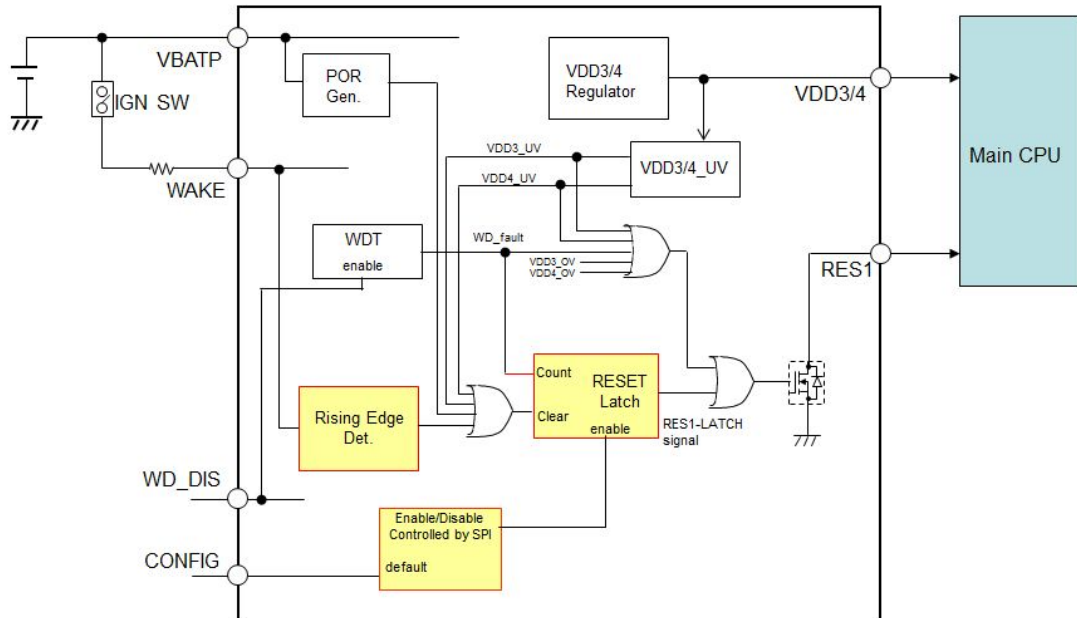 VBATP
POR
Gen.
VDD3/4
Regulator
VDD3/4
IGN SW
Main CPU
VDD3_UV
VDD3/4_UV
WAKE
VDD4_UV
WDT
enable
WD_fault
VDD3_OV
VDD4_OV
RES1
Count
RESET
Latch
Clear
enable
RES1-LATCH
signal
Rising Edge
Det.
WD_DIS
Enable/Disable
Controlled by SPI
default
CONFIG